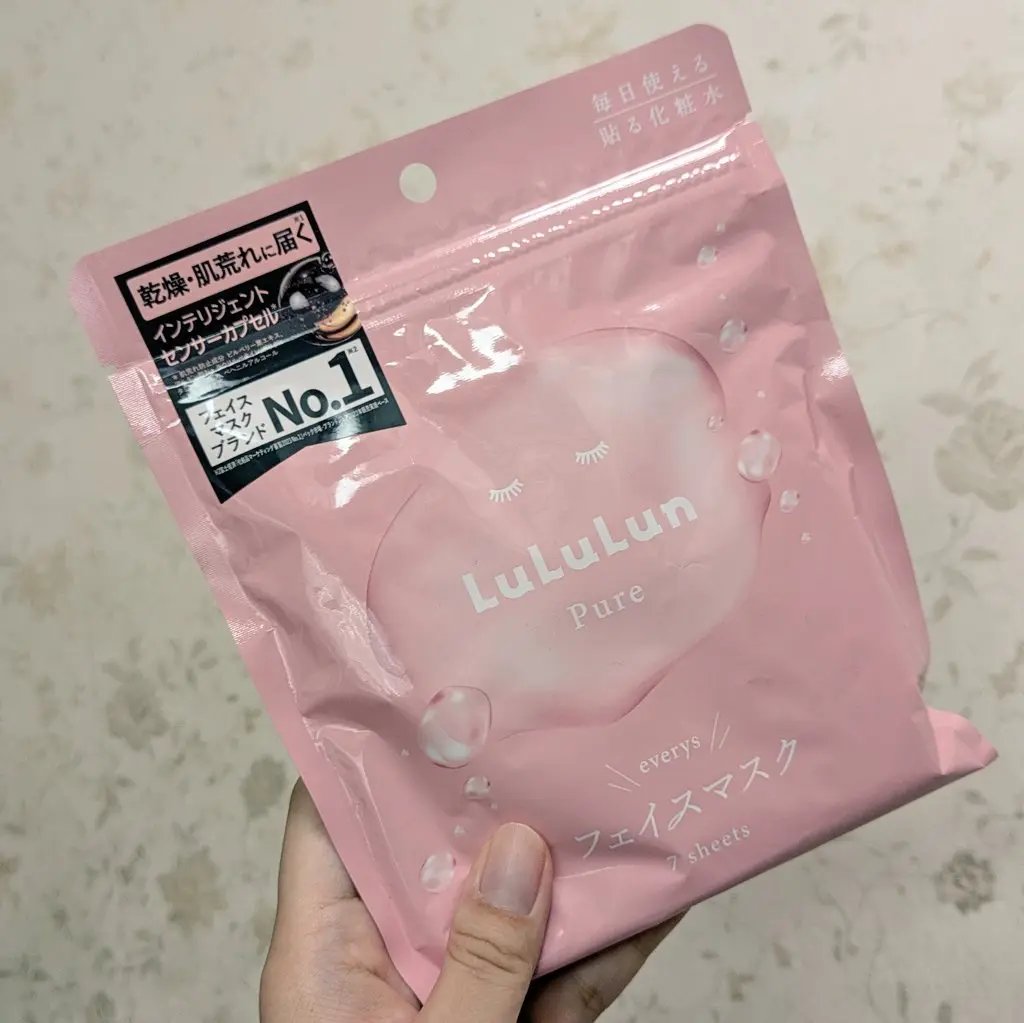 毎日使える
貼る化粧水
乾燥・肌荒れに届く※1
インテリジェント
センサーカプセル*
フェイス
マスク
ブランド
No.1※2
LuLuLun
Pure
everys
フェイスマスク
7 sheets